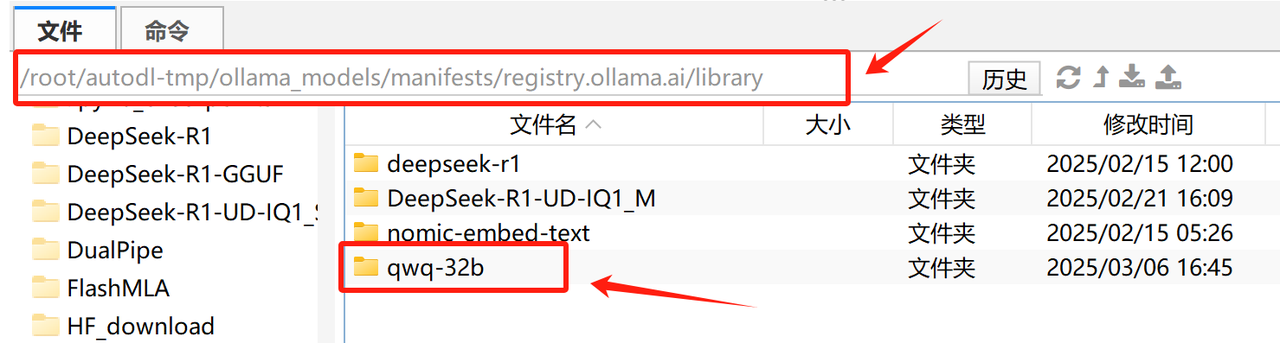 文件 命令
/root/autodl-tmp/ollama_models/manifests/registry.ollama.ai/library 历史
DeepSeek-R1
DeepSeek-R1-GGUF
DeepSeek-R1-UD-IQ1_
DualPipe
FlashMLA
HF_download
文件名 大小 类型 修改时间
deepseek-r1 文件夹 2025/02/15 12:00
DeepSeek-R1-UD-IQ1_M 文件夹 2025/02/21 16:09
nomic-embed-text 文件夹 2025/02/15 05:26
qwq-32b 文件夹 2025/03/06 16:45